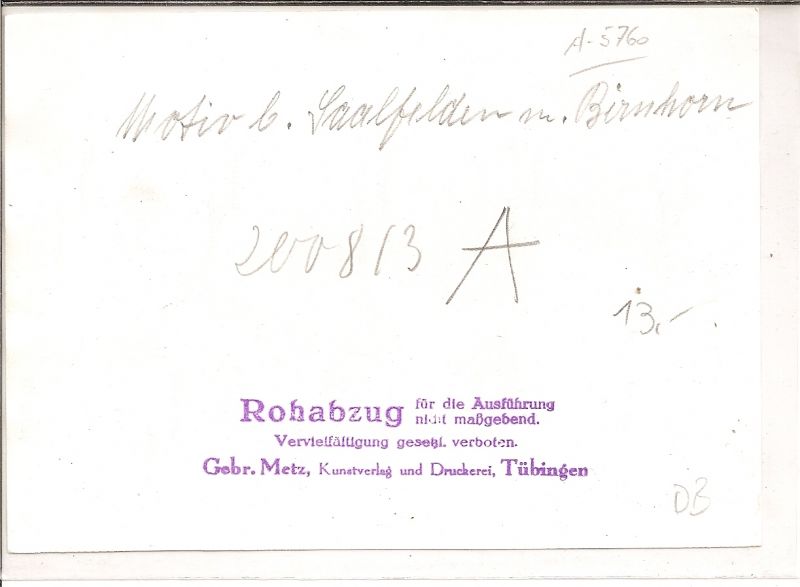 A-5760
Motiv b. Saalfelden m. Birnhorn
200813 A
13,-
Rohabzug für die Ausführung
nicht maßgebend.
Vervielfältigung gesetzl. verboten.
Gebr. Metz, Kunstverlag und Druckerei, Tübingen
DB